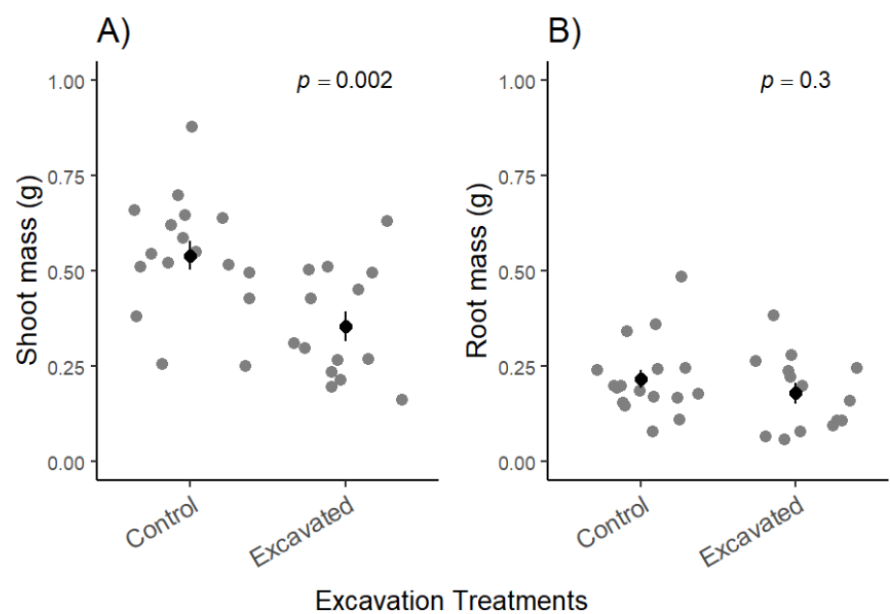 A)
B)
p = 0.002
p = 0.3
Shoot mass (g)
1.00
0.75
0.50
0.25
0.00
Control
Excavated
Root mass (g)
1.00
0.75
0.50
0.25
0.00
Control
Excavated
Excavation Treatments